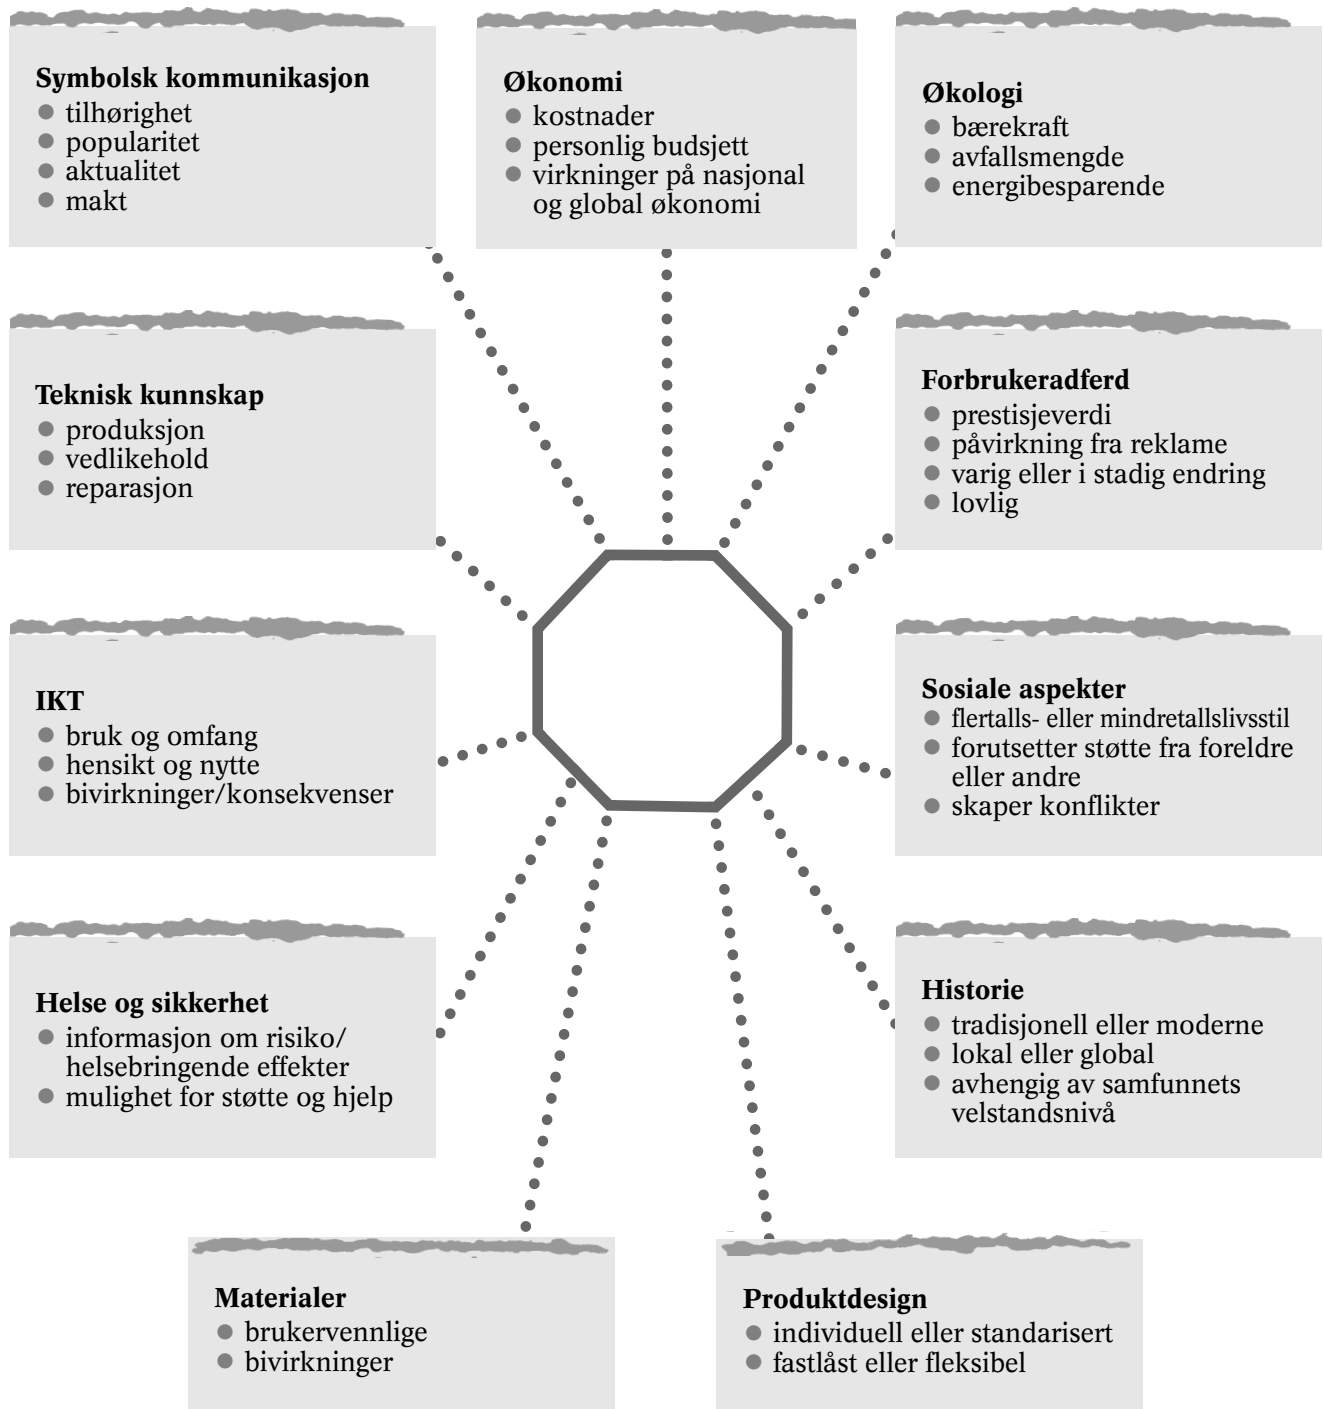 Symbolsk kommunikasjon
tilhørighet
popularitet
aktualitet
makt
Økonomi
kostnader
personlig budsjett
virkninger på nasjonal
og global økonomi
Økologi
bærekraft
avfallsmengde
energibesparende
Teknisk kunnskap
produksjon
vedlikehold
reparasjon
Forbrukeradferd
prestisjeverdi
påvirkning fra reklame
varig eller i stadig endring
lovlig
IKT
bruk og omfang
hensikt og nytte
bivirkninger/konsekvenser
Sosiale aspekter
flertalls- eller mindretallslivsstil
forutsetter støtte fra foreldre
eller andre
skaper konflikter
Helse og sikkerhet
informasjon om risiko/
helsebringende effekter
mulighet for støtte og hjelp
Historie
tradisjonell eller moderne
lokal eller global
avhengig av samfunnets
velstandsnivå
Materialer
brukervennlige
bivirkninger
Produktdesign
individuell eller standarisert
fastlåst eller fleksibel